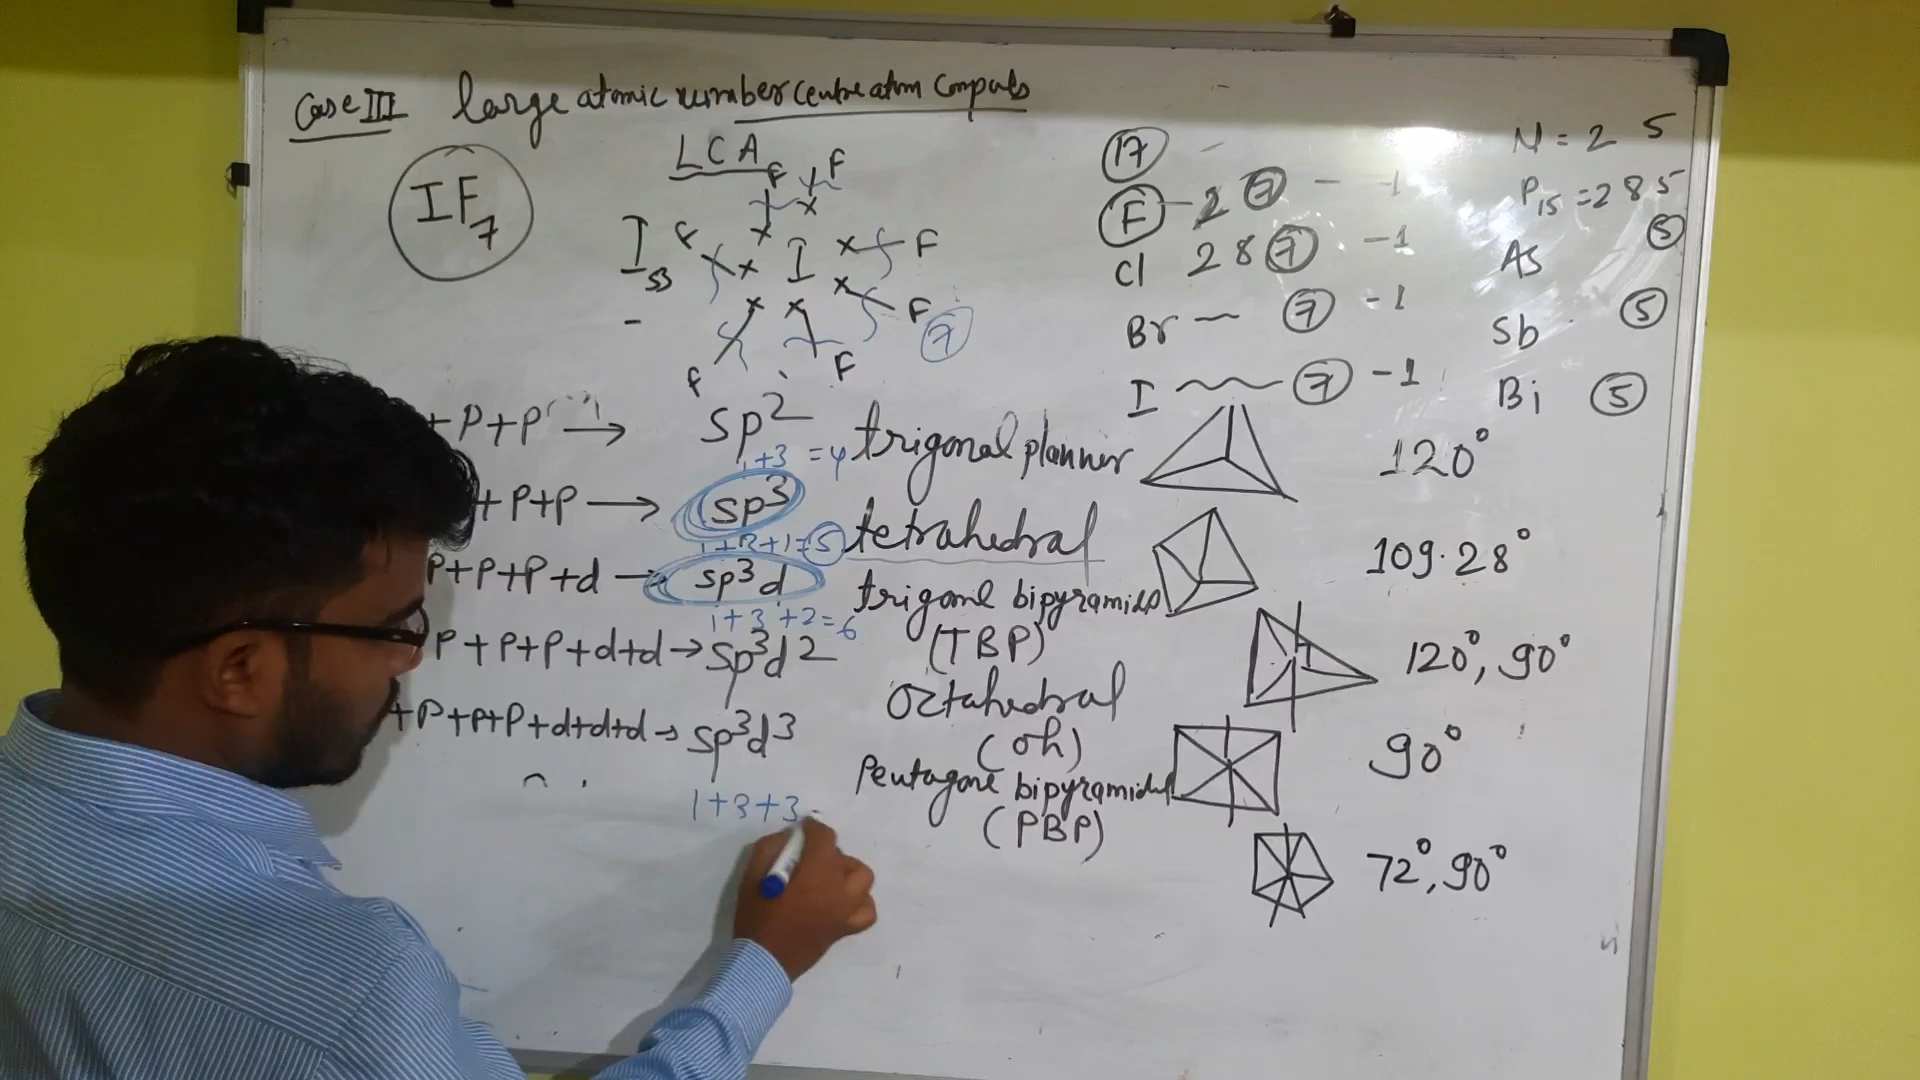 Case III large atomic number centre atom Compuds
LCA
IF7
F F
I53 F I F
F
F F 7
17
F - 2 7 - -1
Cl 2 8 7 -1
Br — 7 -1
I 7 -1
N = 2 5
P15 = 2 8 5
As 5
Sb 5
Bi 5
+ P + P → sp2 trigonal planner 120°
1+3 = 4
+ P + P → sp3 tetrahedral 109.28°
1+3+1=5
P+P+P+d → sp3d trigonal bipyramidal 120°, 90°
(TBP)
1+3+2=6
P+P+P+d+d → sp3d2 Octahedral 90°
(Oh)
+P+P+P+d+d+d → sp3d3 Pentagonal bipyramidal 72°, 90°
(PBP)
1+3+3=